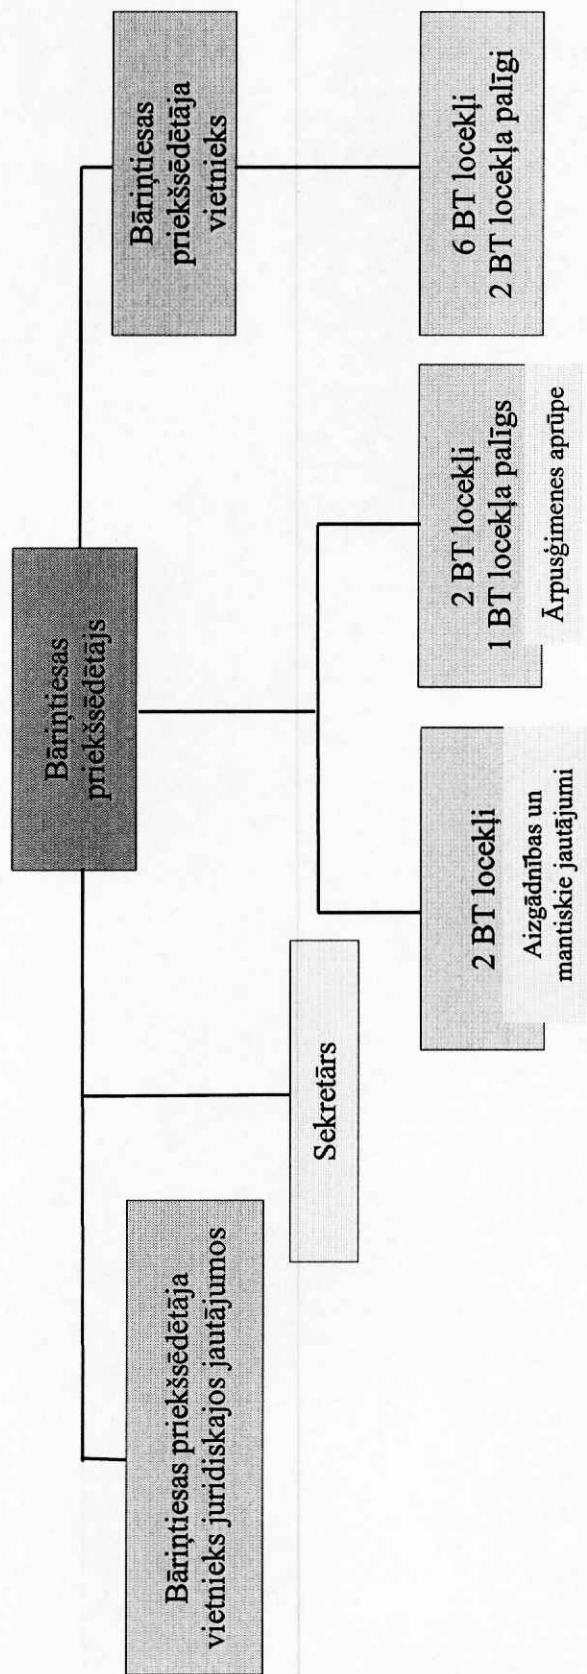 Bāriņtiesas
priekšsēdētājs
Bāriņtiesas priekšsēdētāja
vietnieks juridiskajos jautājumos
Sekretārs
Bāriņtiesas
priekšsēdētāja
vietnieks
2 BT locekļi
Aizgādnības un
mantiskie jautājumi
2 BT locekļi
1 BT locekļa palīgs
Ārpusģimenes aprūpe
6 BT locekļi
2 BT locekļa palīgi